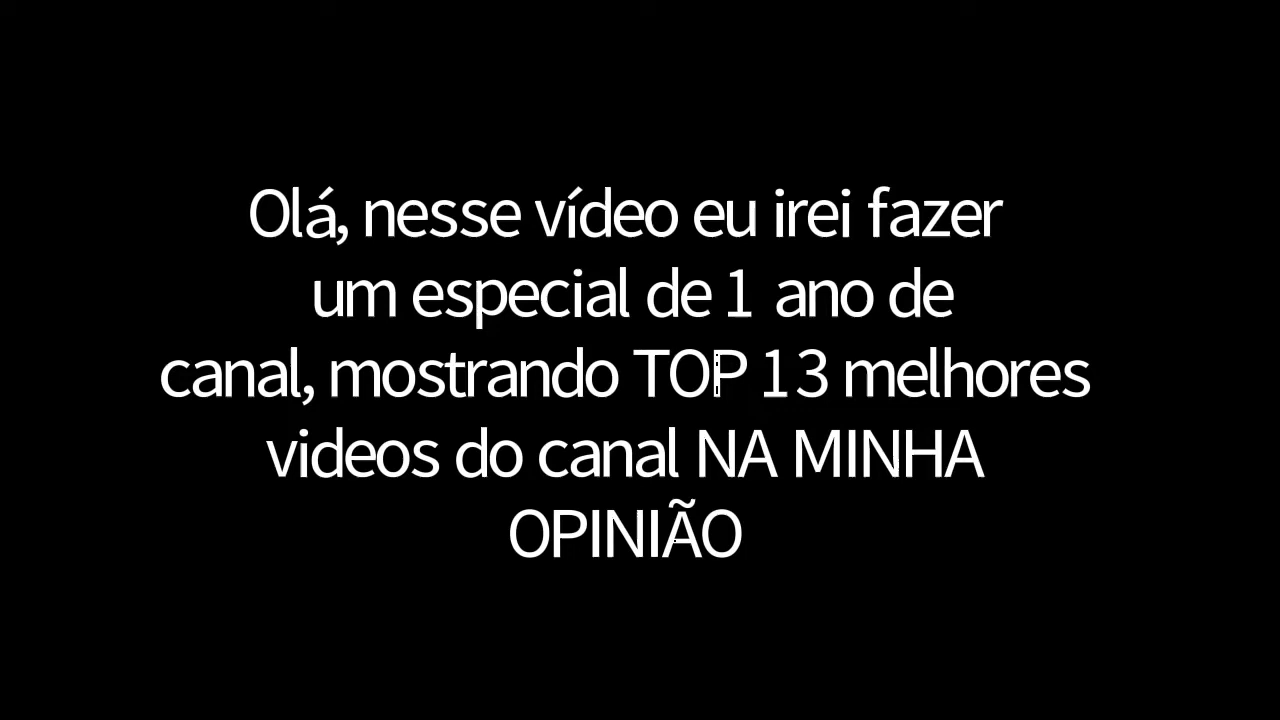 Olá, nesse vídeo eu irei fazer
um especial de 1 ano de
canal, mostrando TOP 13 melhores
videos do canal NA MINHA
OPINIÃO